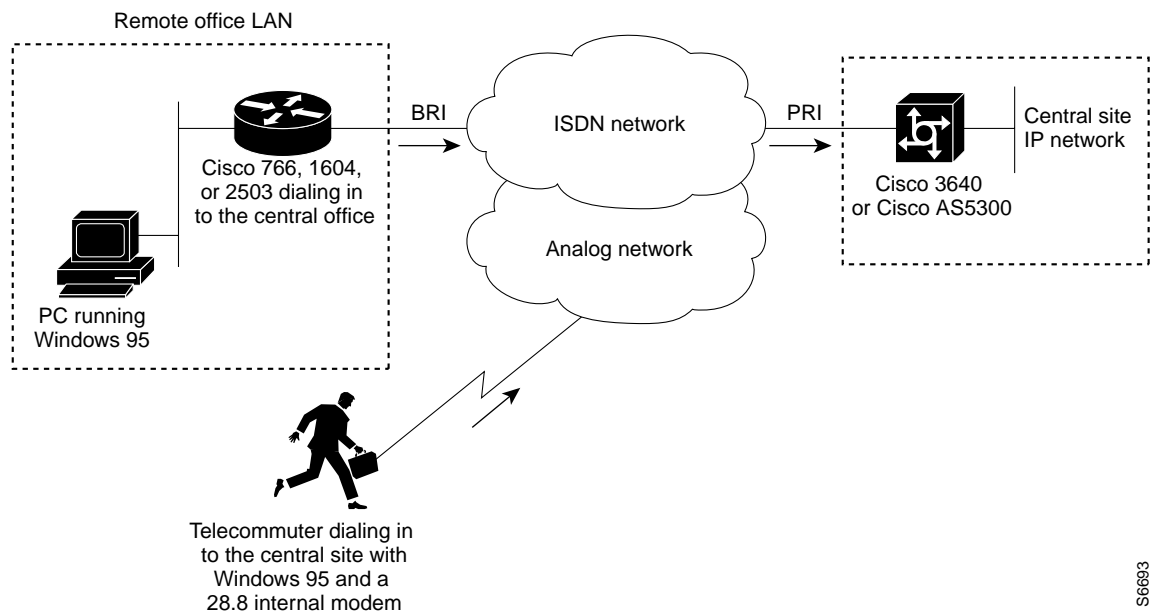 Remote office LAN
BRI
ISDN network
PRI
Central site
IP network
Cisco 766, 1604,
or 2503 dialing in
to the central office
Cisco 3640
or Cisco AS5300
Analog network
PC running
Windows 95
Telecommuter dialing in
to the central site with
Windows 95 and a
28.8 internal modem
S6693